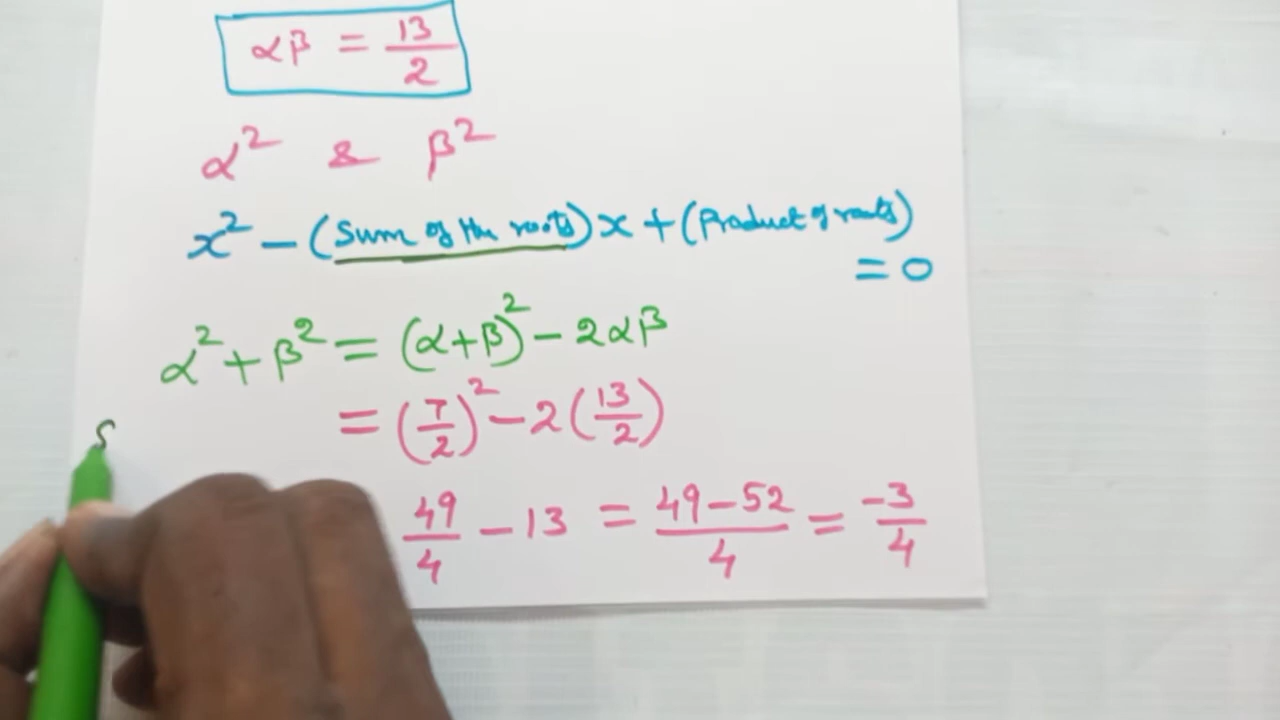 αβ = 13/2
α² & β²
x² - (Sum of the roots)x + (Product of roots)
= 0
α² + β² = (α+β)² - 2αβ
= (7/2)² - 2(13/2)
49/4 - 13 = 49-52/4 = -3/4
S